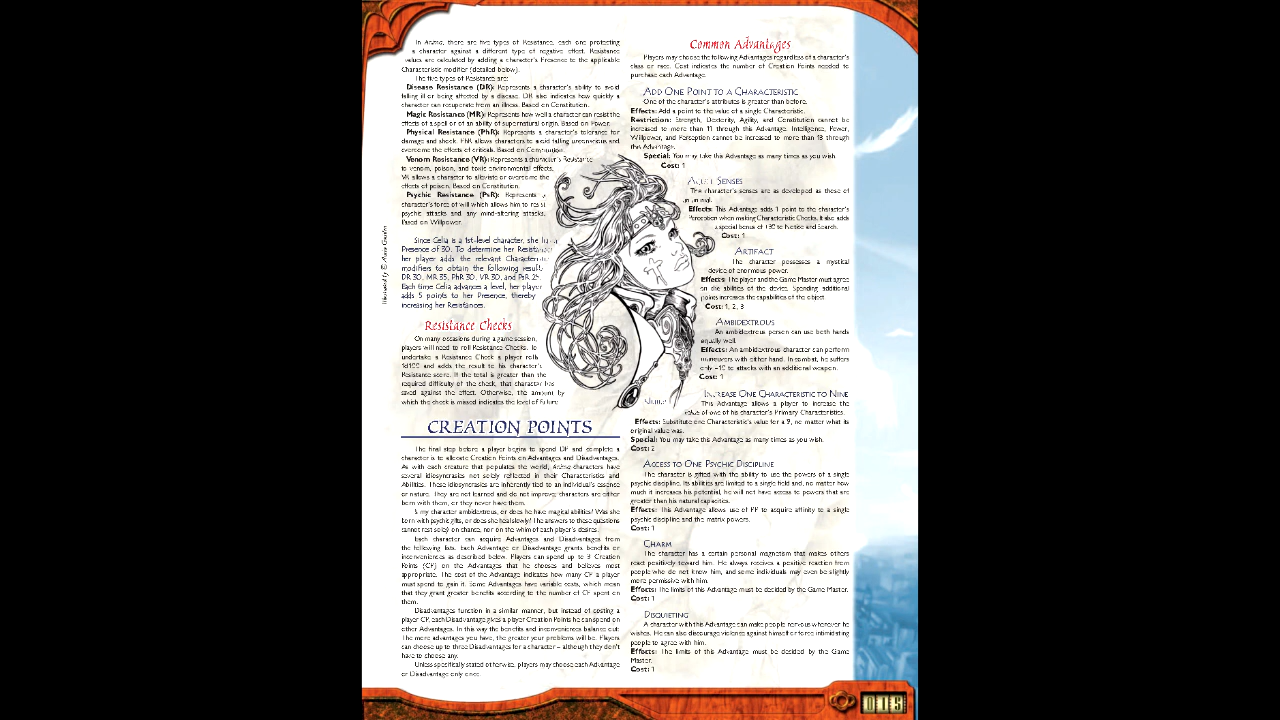 In Anima, there are five types of Resistance, each one protecting
a character against a different type of negative effect. Resistance
values are calculated by adding a character's Presence to the applicable
Characteristic modifier (detailed below).
The five types of Resistance are:
Disease Resistance (DR): Represents a character's ability to avoid
falling ill or being affected by a disease. DR also indicates how quickly a
character can recuperate from an illness. Based on Constitution.
Magic Resistance (MR): Represents how well a character can resist the
effects of a spell or of an ability of supernatural origin. Based on Power.
Physical Resistance (PhR): Represents a character's tolerance for
damage and shock. PhR allows characters to avoid falling unconscious and
overcome the effects of criticals. Based on Constitution.
Venom Resistance (VR): Represents a character's Resistance
to venom, poison, and toxic environmental effects.
VR allows a character to alleviate or overcome the
effects of poison. Based on Constitution.
Psychic Resistance (PsR): Represents a
character's force of will which allows him to resist
psychic attacks and any mind-altering attacks.
Based on Willpower.
Since Celia is a 1st-level character, she has a
Presence of 30. To determine her Resistances
her player adds the relevant Characteristic
modifiers to obtain the following result:
DR 30, MR 35, PhR 30, VR 30, and PsR 25.
Each time Celia advances a level, her player
adds 5 points to her Presence, thereby
increasing her Resistances.
Resistance Checks
On many occasions during a game session,
players will need to roll Resistance Checks. To
undertake a Resistance Check a player rolls
1d100 and adds the result to his character's
Resistance score. If the total is greater than the
required difficulty of the check, that character has
saved against the effect. Otherwise, the amount by
which the check is missed indicates the level of failure.
CREATION POINTS
The final step before a player begins to spend DP and complete a
character is to allocate Creation Points on Advantages and Disadvantages.
As with each creature that populates the world, Anima characters have
several idiosyncrasies not solely reflected in their Characteristics and
Abilities. These idiosyncrasies are inherently tied to an individual's essence
or nature. They are not learned and do not improve; characters are either
born with them, or they never have them.
Is my character ambidextrous, or does he have magical abilities? Was she
born with psychic gifts, or does she heal slowly? The answers to these questions
cannot rest solely on chance, nor on the whim of each player's desires.
Each character can acquire Advantages and Disadvantages from
the following lists. Each Advantage or Disadvantage grants benefits or
inconveniences as described below. Players can spend up to 3 Creation
Points (CP) on the Advantages that he chooses and believes most
appropriate. The cost of the Advantage indicates how many CP a player
must spend to gain it. Some Advantages have variable costs, which mean
that they grant greater benefits according to the number of CP spent on
them.
Disadvantages function in a similar manner, but instead of costing a
player CP, each Disadvantage gives a player Creation Points he can spend on
other Advantages. In this way the benefits and inconveniences balance out:
The more advantages you have, the greater your problems will be. Players
can choose up to three Disadvantages for a character – although they don't
have to choose any.
Unless specifically stated otherwise, players may choose each Advantage
or Disadvantage only once.
Common Advantages
Players may choose the following Advantages regardless of a character's
class or race. Cost indicates the number of Creation Points needed to
purchase each Advantage.
ADD ONE POINT TO A CHARACTERISTIC
One of the character's attributes is greater than before.
Effects: Add a point to the value of a single Characteristic.
Restriction: Strength, Dexterity, Agility, and Constitution cannot be
increased to more than 11 through this Advantage. Intelligence, Power,
Willpower, and Perception cannot be increased to more than 13 through
this Advantage.
Special: You may take this Advantage as many times as you wish.
Cost: 1
ACUTE SENSES
The character's senses are as developed as those of
an animal.
Effects: This Advantage adds 1 point to the character's
Perception when making Characteristic Checks. It also adds
a special bonus of +30 to Notice and Search.
Cost: 1
ARTIFACT
The character possesses a mystical
device of enormous power.
Effects: The player and the Game Master must agree
on the abilities of the device. Spending additional
points increases the capabilities of the object.
Cost: 1, 2, 3
AMBIDEXTROUS
An ambidextrous person can use both hands
equally well.
Effects: An ambidextrous character can perform
maneuvers with either hand. In combat, he suffers
only –10 to attacks with an additional weapon.
Cost: 1
INCREASE ONE CHARACTERISTIC TO NINE
This Advantage allows a player to increase the
value of one of his character's Primary Characteristics.
Effects: Substitute one Characteristic's value for a 9, no matter what its
original value was.
Special: You may take this Advantage as many times as you wish.
Cost: 2
ACCESS TO ONE PSYCHIC DISCIPLINE
The character is gifted with the ability to use the powers of a single
psychic discipline. Its abilities are limited to a single field and, no matter how
much it increases his potential, he will not have access to powers that are
greater than his natural capacities.
Effects: This Advantage allows use of PP to acquire affinity to a single
psychic discipline and the matrix powers.
Cost: 1
CHARM
The character has a certain personal magnetism that makes others
react positively toward him. He always receives a positive reaction from
people who do not know him, and some individuals may even be slightly
more permissive with him.
Effects: The limits of this Advantage must be decided by the Game Master.
Cost: 1
DISQUIETING
A character with this Advantage can make people nervous wherever he
wishes. He can also discourage violence against himself or force intimidating
people to agree with him.
Effects: The limits of this Advantage must be decided by the Game
Master.
Cost: 1
Illustrated by ©